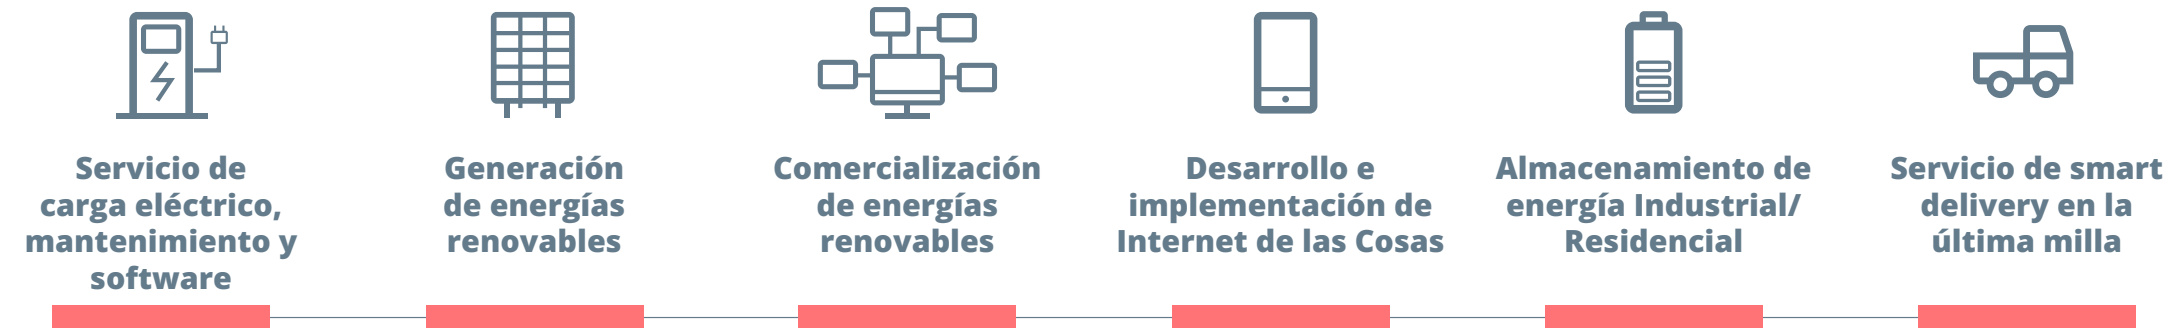 Servicio de
carga eléctrico,
mantenimiento y
software
Generación
de energías
renovables
Comercialización
de energías
renovables
Desarrollo e
implementación de
Internet de las Cosas
Almacenamiento de
energía Industrial/
Residencial
Servicio de smart
delivery en la
última milla